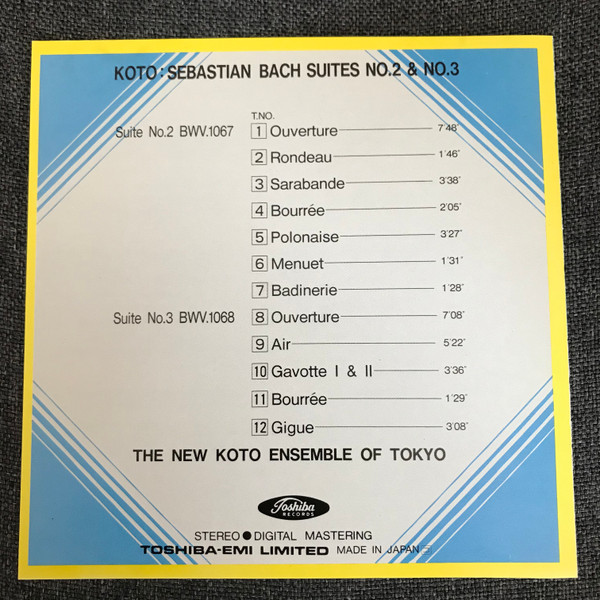 KOTO: SEBASTIAN BACH SUITES NO.2 & NO.3
T.NO.
Suite No.2 BWV.1067 1 Ouverture 7′48″
2 Rondeau 1′46″
3 Sarabande 3′38″
4 Bourrée 2′05″
5 Polonaise 3′27″
6 Menuet 1′31″
7 Badinerie 1′28″
Suite No.3 BWV.1068 8 Ouverture 7′08″
9 Air 5′22″
10 Gavotte I & II 3′36″
11 Bourrée 1′29″
12 Gigue 3′08″
THE NEW KOTO ENSEMBLE OF TOKYO
Toshiba
RECORDS
STEREO ● DIGITAL MASTERING
TOSHIBA-EMI LIMITED MADE IN JAPAN